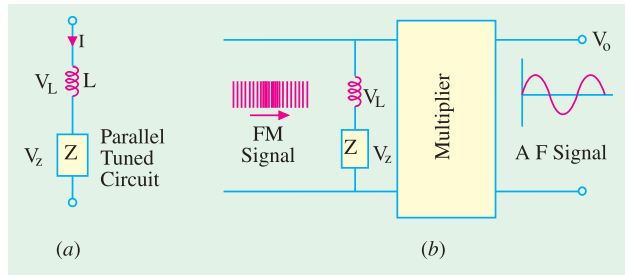 I
V_L L
V_z Z
Parallel
Tuned
Circuit
(a)
FM
Signal
V_L
Z V_z
Multiplier
V_o
A F Signal
(b)